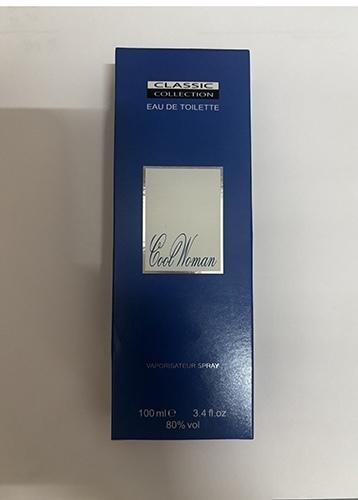 CLASSIC
COLLECTION
EAU DE TOILETTE
Cool Woman
VAPORISATEUR SPRAY
100 ml ℮ 3.4 fl.oz
80% vol